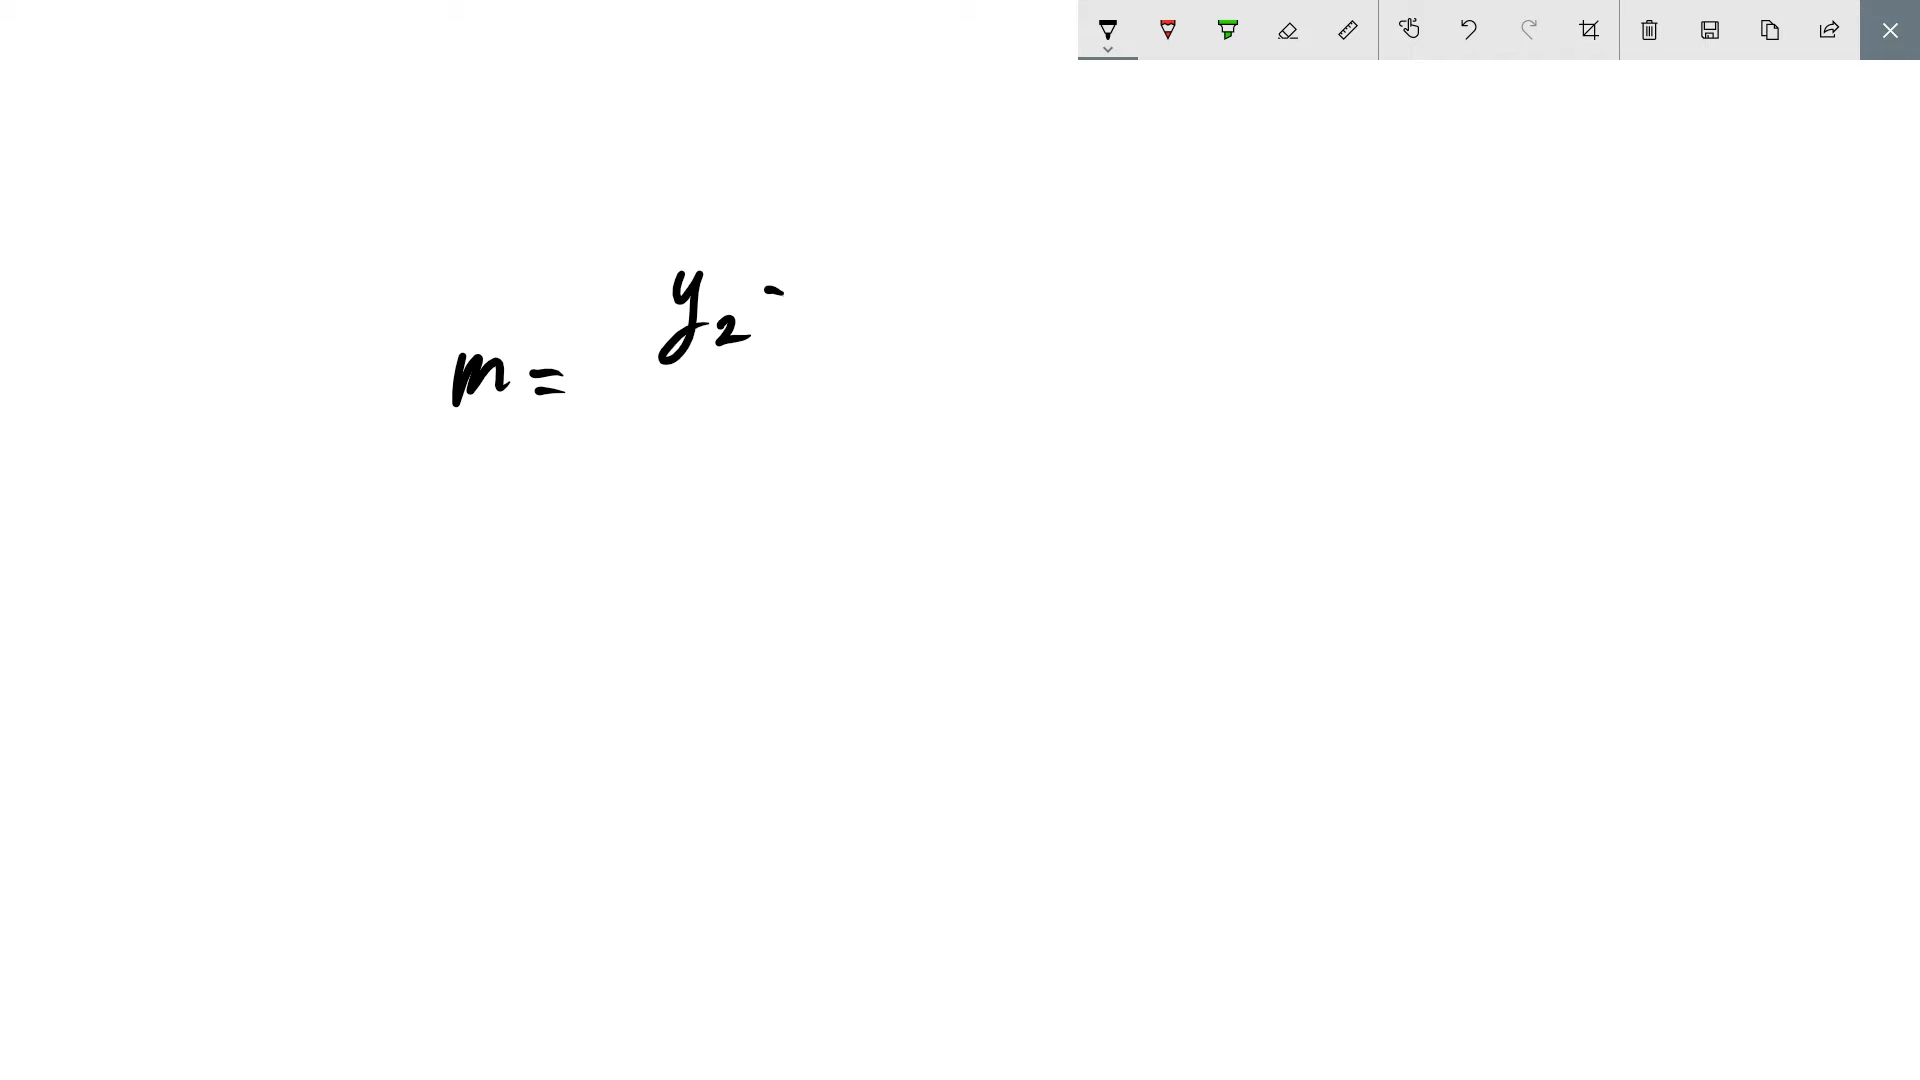 m = y₂ -